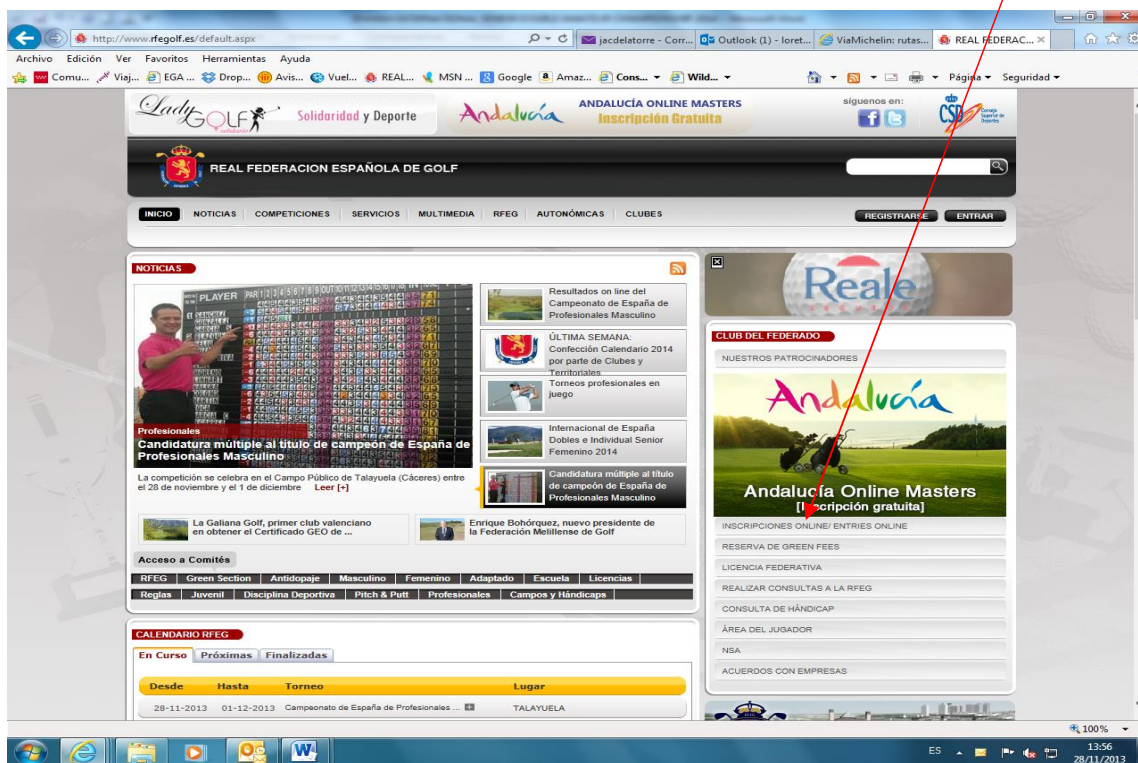 http://www.rfegolf.es/default.aspx
jacdelatorre - Corr...
Outlook (1) - loret...
ViaMichelin: rutas...
REAL FEDERAC...
Archivo Edición Ver Favoritos Herramientas Ayuda
Comu... Viaj... EGA ... Drop... Avis... Vuel... REAL... MSN ... Google Amaz... Cons... Wild... Página Seguridad
Lady GOLF Solidaridad y Deporte
Andalucía
ANDALUCÍA ONLINE MASTERS
Inscripción Gratuita
síguenos en:
CSD Consejo Superior de Deportes
REAL FEDERACION ESPAÑOLA DE GOLF
INICIO NOTICIAS COMPETICIONES SERVICIOS MULTIMEDIA RFEG AUTONÓMICAS CLUBES REGISTRARSE ENTRAR
NOTICIAS
PLAYER PAR 1 2 3 4 5 6 7 8 9 OUT
Profesionales
Candidatura múltiple al título de campeón de España de
Profesionales Masculino
La competición se celebra en el Campo Público de Talayuela (Cáceres) entre
el 28 de noviembre y el 1 de diciembre Leer [+]
Resultados on line del
Campeonato de España de
Profesionales Masculino
ÚLTIMA SEMANA:
Confección Calendario 2014
por parte de Clubes y
Territoriales
Torneos profesionales en
juego
Internacional de España
Dobles e Individual Senior
Femenino 2014
Candidatura múltiple al título
de campeón de España de
Profesionales Masculino
La Galiana Golf, primer club valenciano
en obtener el Certificado GEO de ...
Enrique Bohórquez, nuevo presidente de
la Federación Melillense de Golf
Acceso a Comités
RFEG Green Section Antidopaje Masculino Femenino Adaptado Escuela Licencias
Reglas Juvenil Disciplina Deportiva Pitch & Putt Profesionales Campos y Hándicaps
CALENDARIO RFEG
En Curso Próximas Finalizadas
Desde Hasta Torneo Lugar
28-11-2013 01-12-2013 Campeonato de España de Profesionales ... TALAYUELA
Reale
CLUB DEL FEDERADO
NUESTROS PATROCINADORES
Andalucía
Andalucía Online Masters
[Inscripción gratuita]
INSCRIPCIONES ONLINE/ ENTRIES ONLINE
RESERVA DE GREEN FEES
LICENCIA FEDERATIVA
REALIZAR CONSULTAS A LA RFEG
CONSULTA DE HÁNDICAP
ÁREA DEL JUGADOR
NSA
ACUERDOS CON EMPRESAS
100%
ES
13:56
28/11/2013